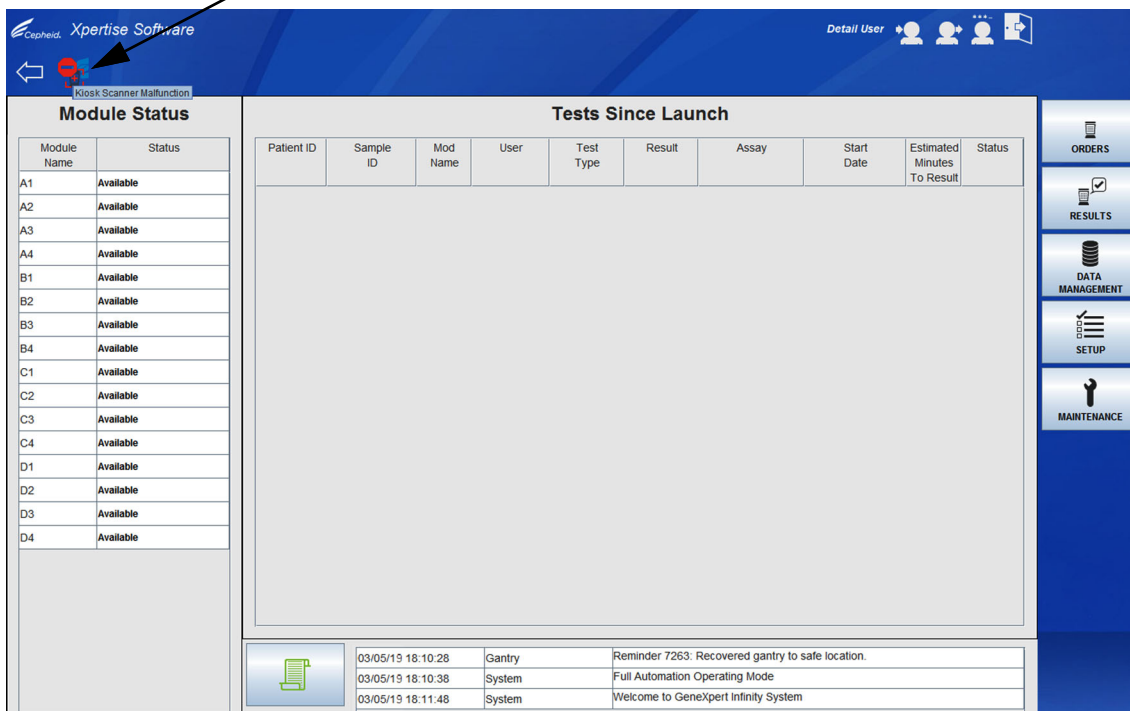 Cepheid. Xpertise Software
Detail User
Kiosk Scanner Malfunction
Module Status
Module Name Status
A1 Available
A2 Available
A3 Available
A4 Available
B1 Available
B2 Available
B3 Available
B4 Available
C1 Available
C2 Available
C3 Available
C4 Available
D1 Available
D2 Available
D3 Available
D4 Available
Tests Since Launch
Patient ID Sample ID Mod Name User Test Type Result Assay Start Date Estimated Minutes To Result Status
03/05/19 18:10:28 Gantry Reminder 7263: Recovered gantry to safe location.
03/05/19 18:10:38 System Full Automation Operating Mode
03/05/19 18:11:48 System Welcome to GeneXpert Infinity System
ORDERS
RESULTS
DATA
MANAGEMENT
SETUP
MAINTENANCE